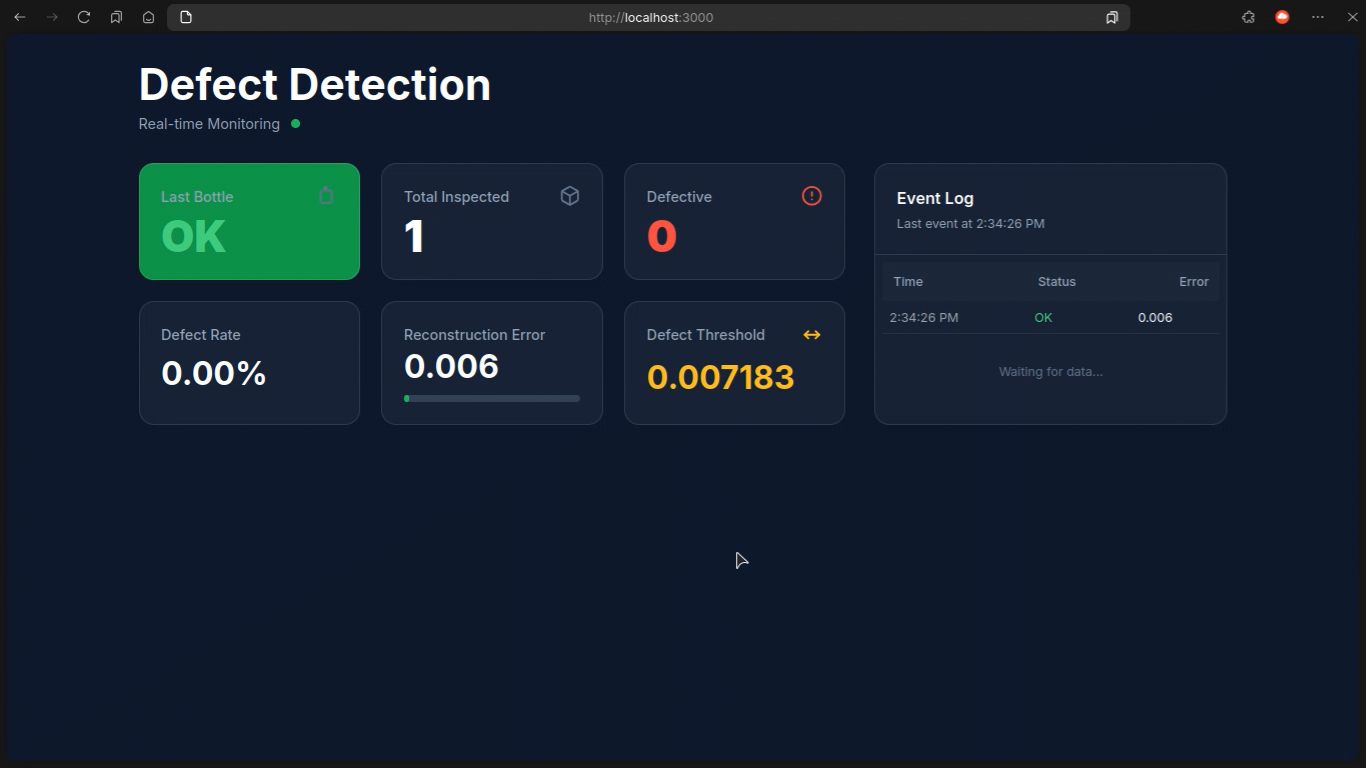 http://localhost:3000
Defect Detection
Real-time Monitoring
Last Bottle
OK
Total Inspected
1
Defective
0
Defect Rate
0.00%
Reconstruction Error
0.006
Defect Threshold
0.007183
Event Log
Last event at 2:34:26 PM
Time Status Error
2:34:26 PM OK 0.006
Waiting for data...